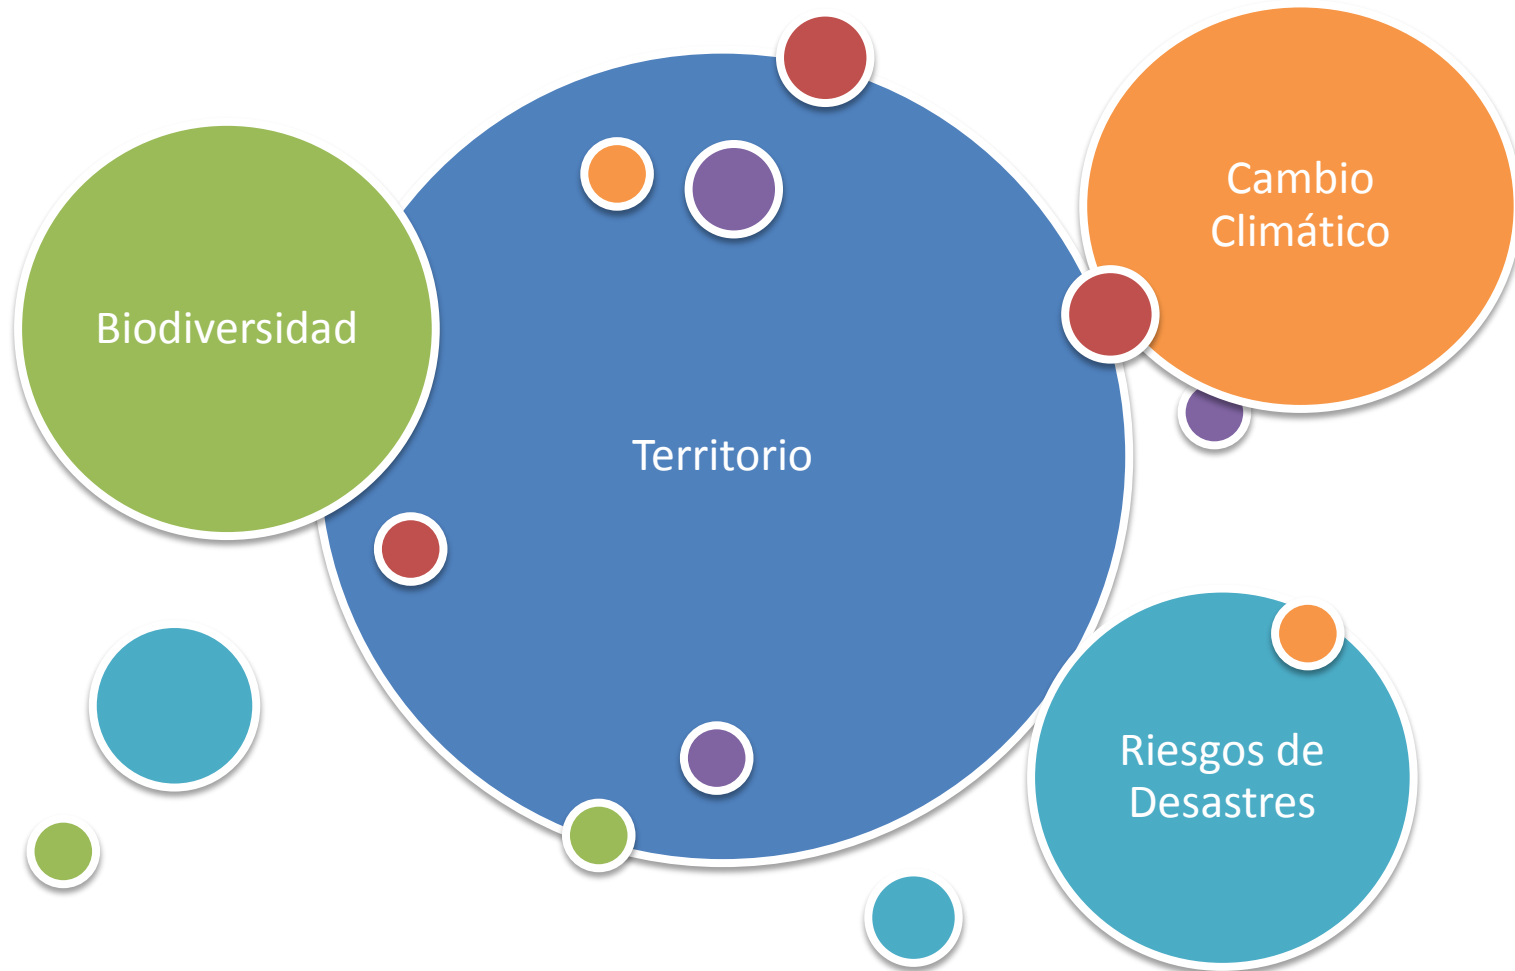 Cambio
Climático
Biodiversidad
Territorio
Riesgos de
Desastres